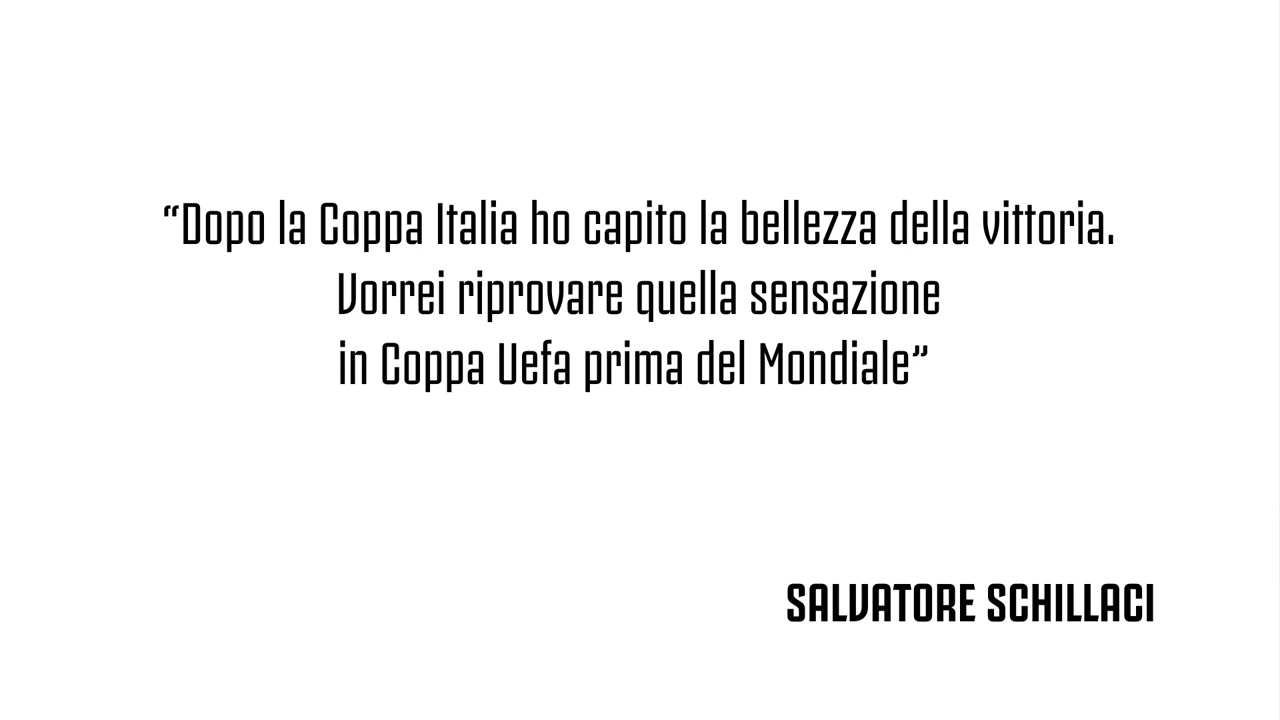 “Dopo la Coppa Italia ho capito la bellezza della vittoria.
Vorrei riprovare quella sensazione
in Coppa Uefa prima del Mondiale”
SALVATORE SCHILLACI